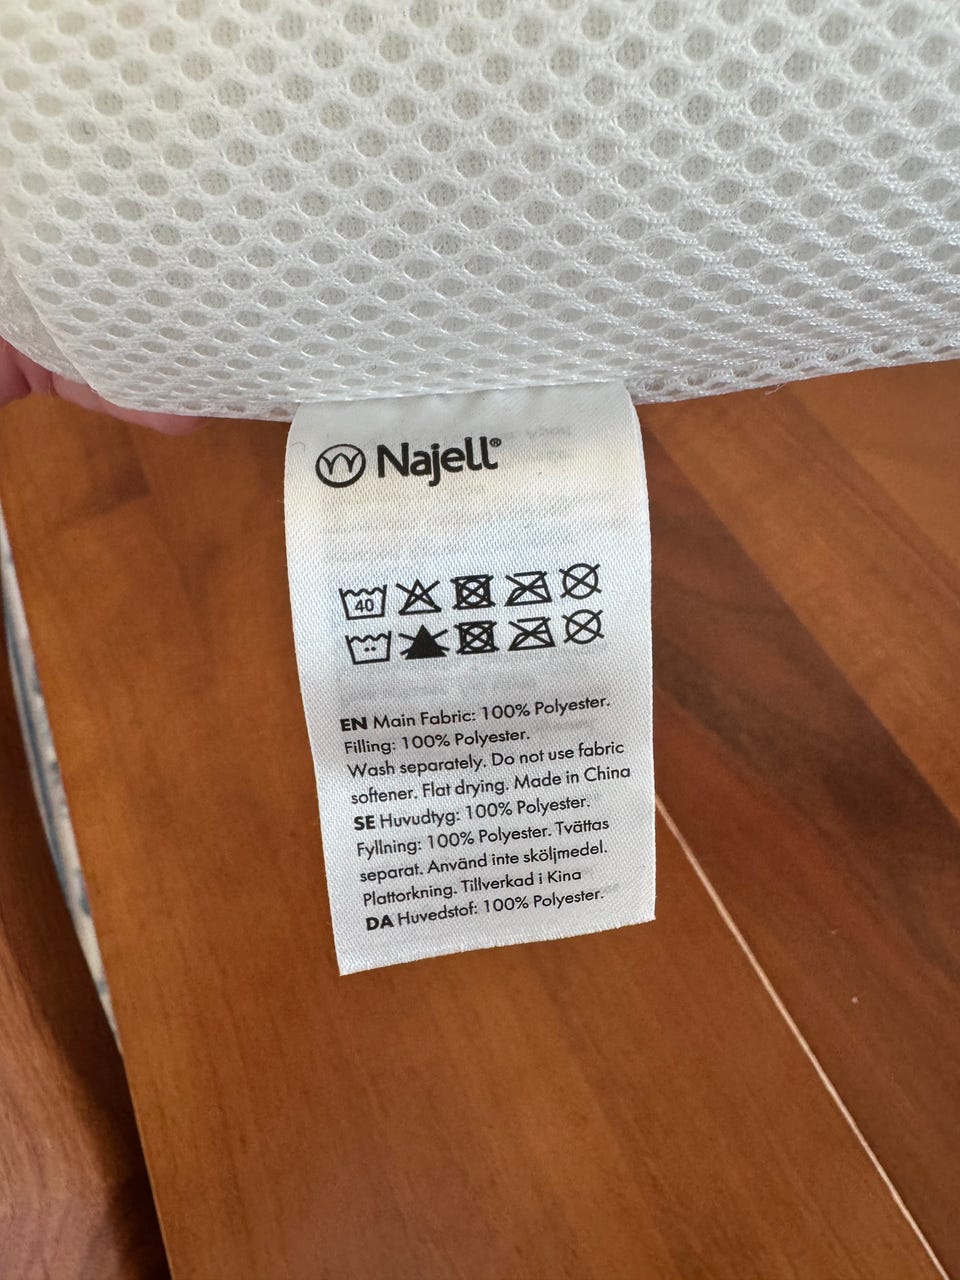 Najell®
40
EN Main Fabric: 100% Polyester.
Filling: 100% Polyester.
Wash separately. Do not use fabric
softener. Flat drying. Made in China
SE Huvudtyg: 100% Polyester.
Fyllning: 100% Polyester. Tvättas
separat. Använd inte sköljmedel.
Plattorkning. Tillverkad i Kina
DA Huvedstof: 100% Polyester.